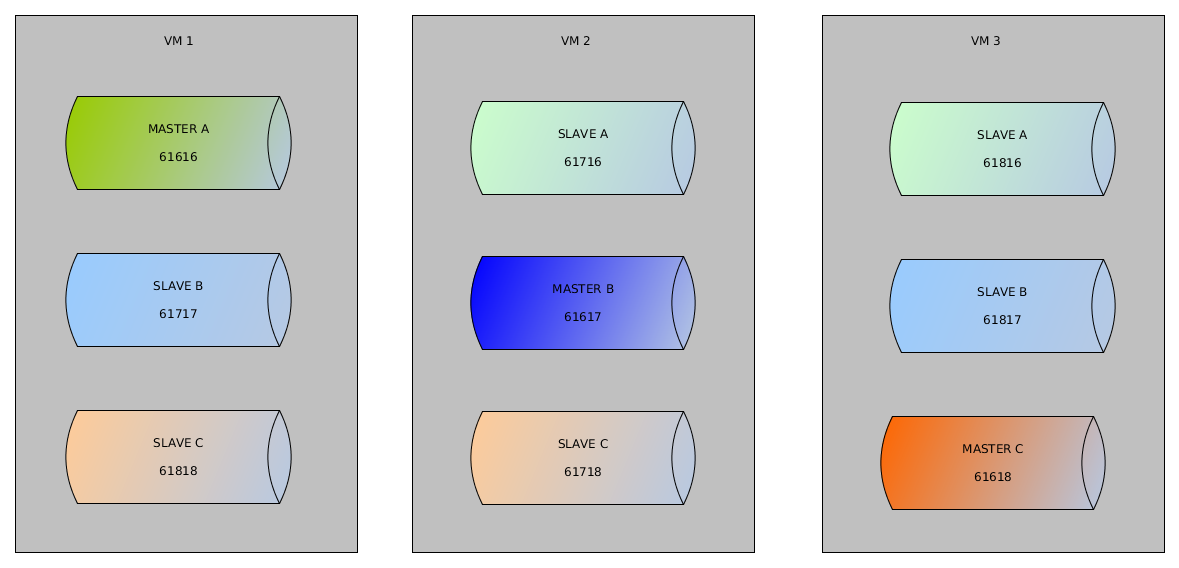 VM 1
MASTER A
61616
SLAVE B
61717
SLAVE C
61818
VM 2
SLAVE A
61716
MASTER B
61617
SLAVE C
61718
VM 3
SLAVE A
61816
SLAVE B
61817
MASTER C
61618